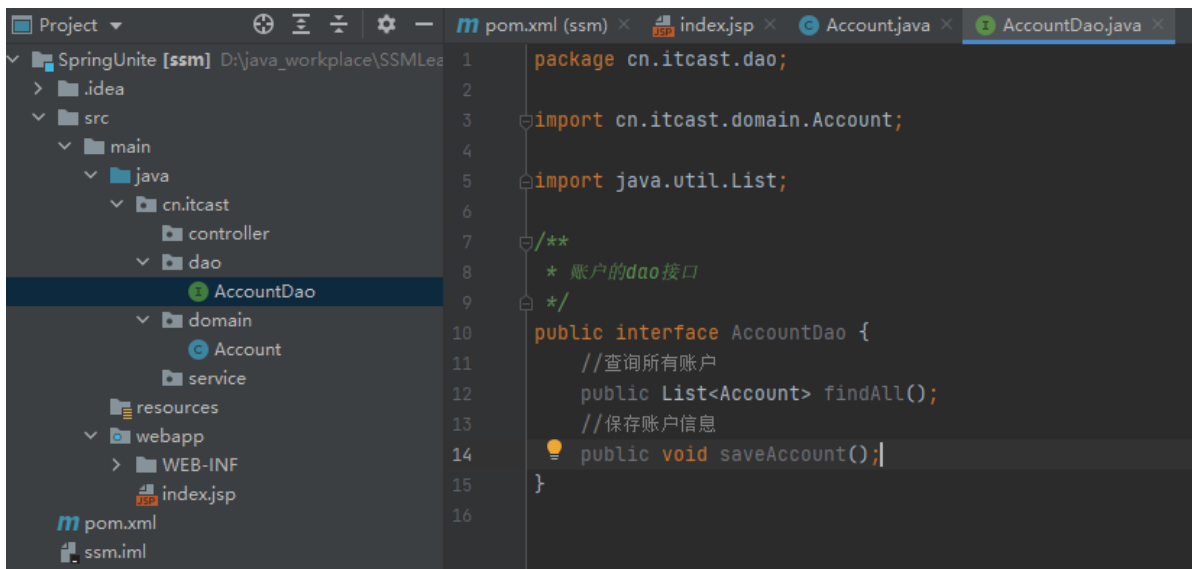 Project
pom.xml (ssm)
index.jsp
Account.java
AccountDao.java
SpringUnite [ssm] D:\java_workplace\SSMLea
.idea
src
main
java
cn.itcast
controller
dao
AccountDao
domain
Account
service
resources
webapp
WEB-INF
index.jsp
pom.xml
ssm.iml
1 package cn.itcast.dao;
2
3 import cn.itcast.domain.Account;
4
5 import java.util.List;
6
7 /**
8 * 账户的dao接口
9 */
10 public interface AccountDao {
11 //查询所有账户
12 public List<Account> findAll();
13 //保存账户信息
14 public void saveAccount();
15 }
16